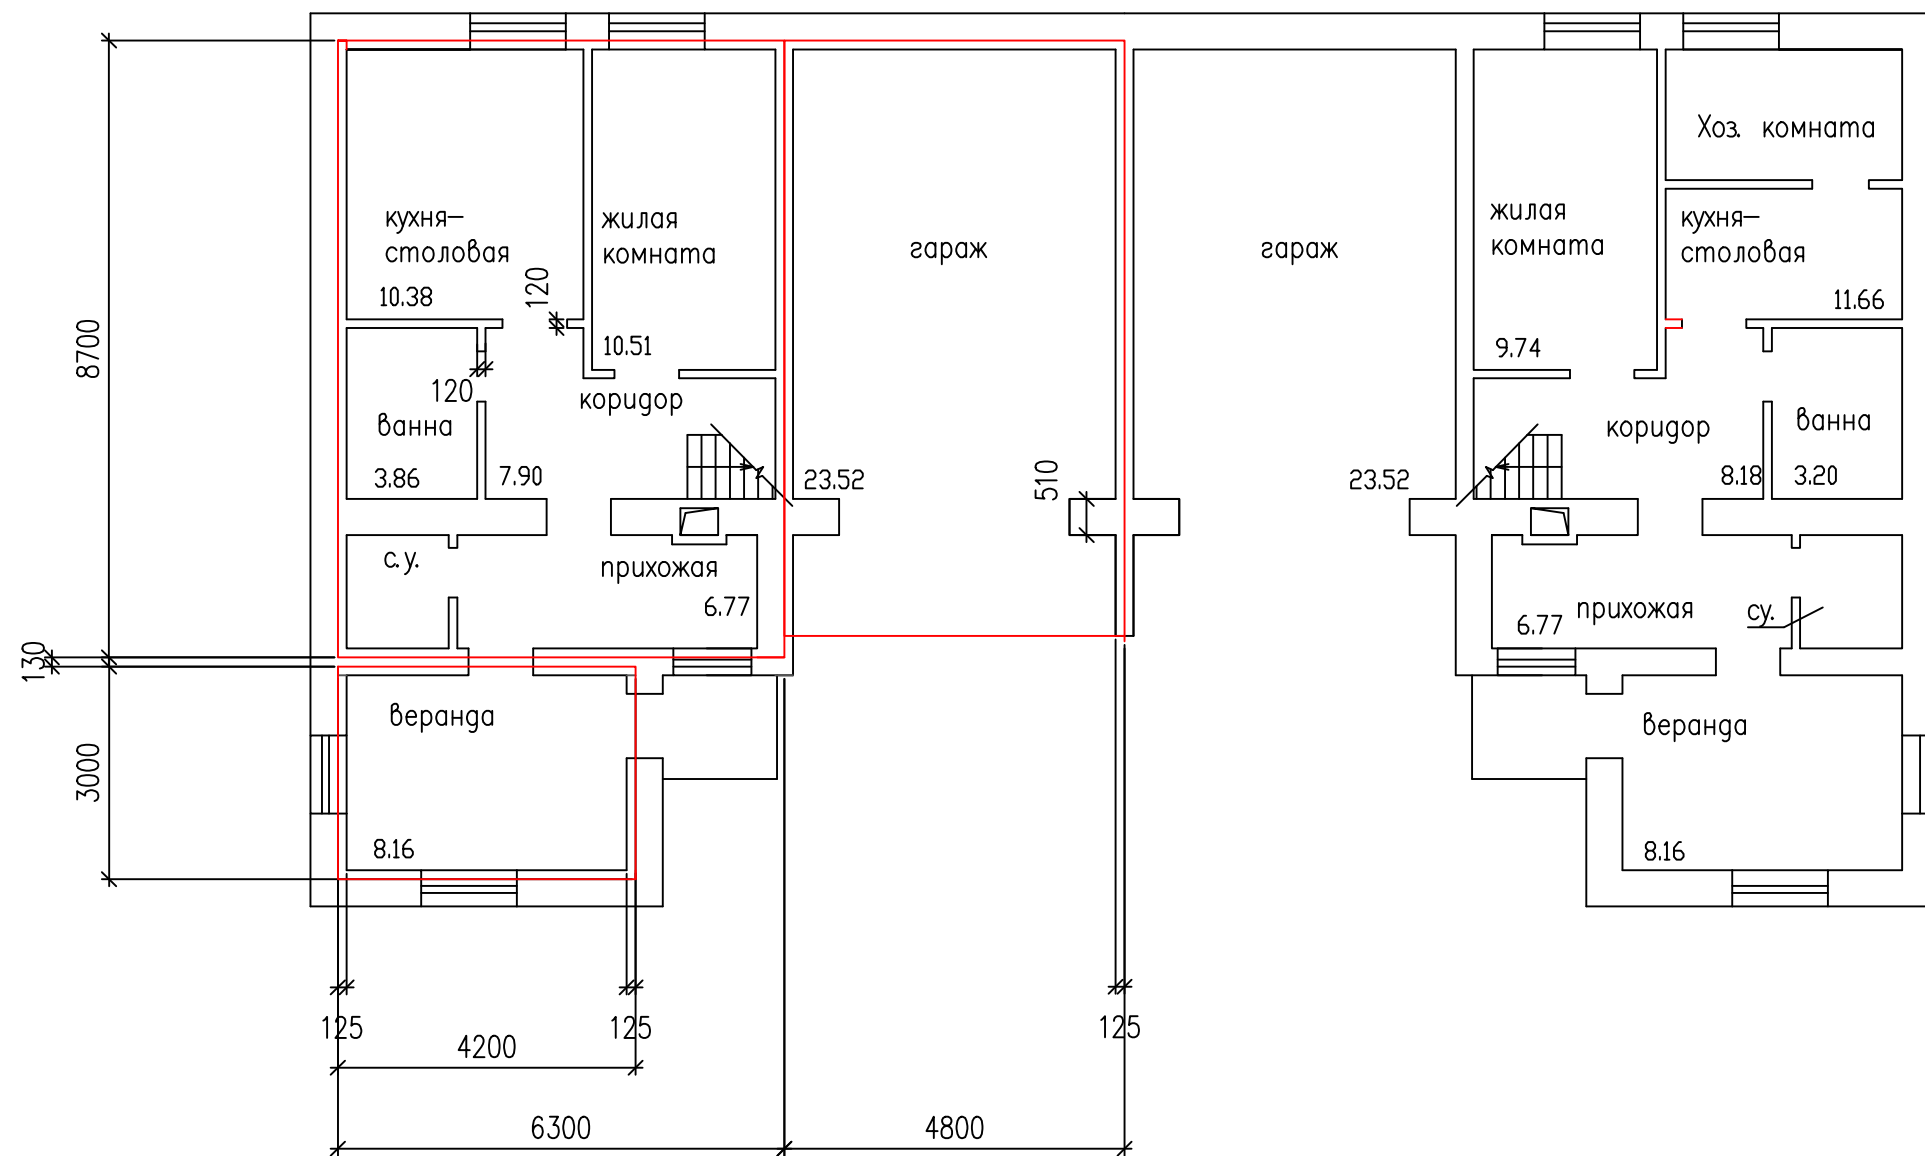 Хоз. комната
кухня-
столовая
10.38
жилая
комната
10.51
гараж
23.52
гараж
23.52
жилая
комната
9.74
кухня-
столовая
11.66
120
120
8700
ванна
3.86
7.90
коридор
510
коридор
8.18
ванна
3.20
с.у.
прихожая
6.77
прихожая
6.77
су.
130
3000
веранда
8.16
веранда
8.16
125
125
125
4200
6300
4800